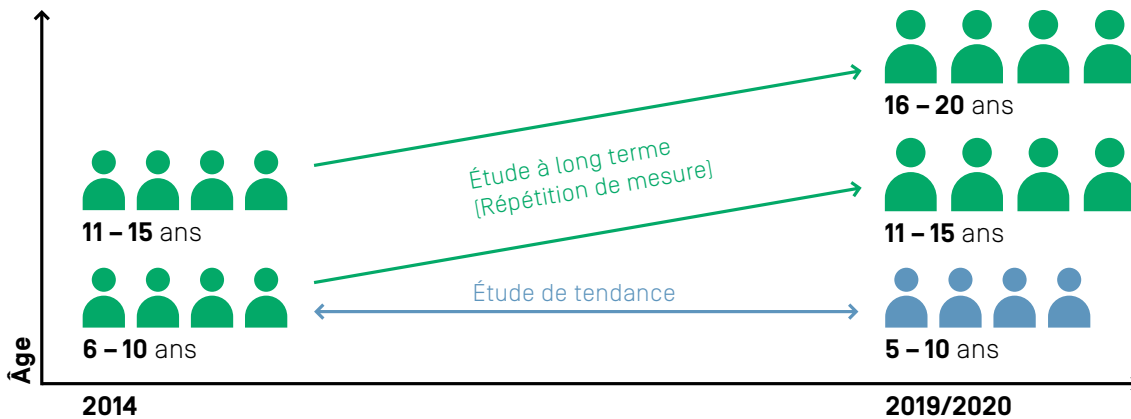 16 – 20 ans
Étude à long terme
[Répétition de mesure]
11 – 15 ans
11 – 15 ans
Étude de tendance
6 – 10 ans
5 – 10 ans
Âge
2014
2019/2020